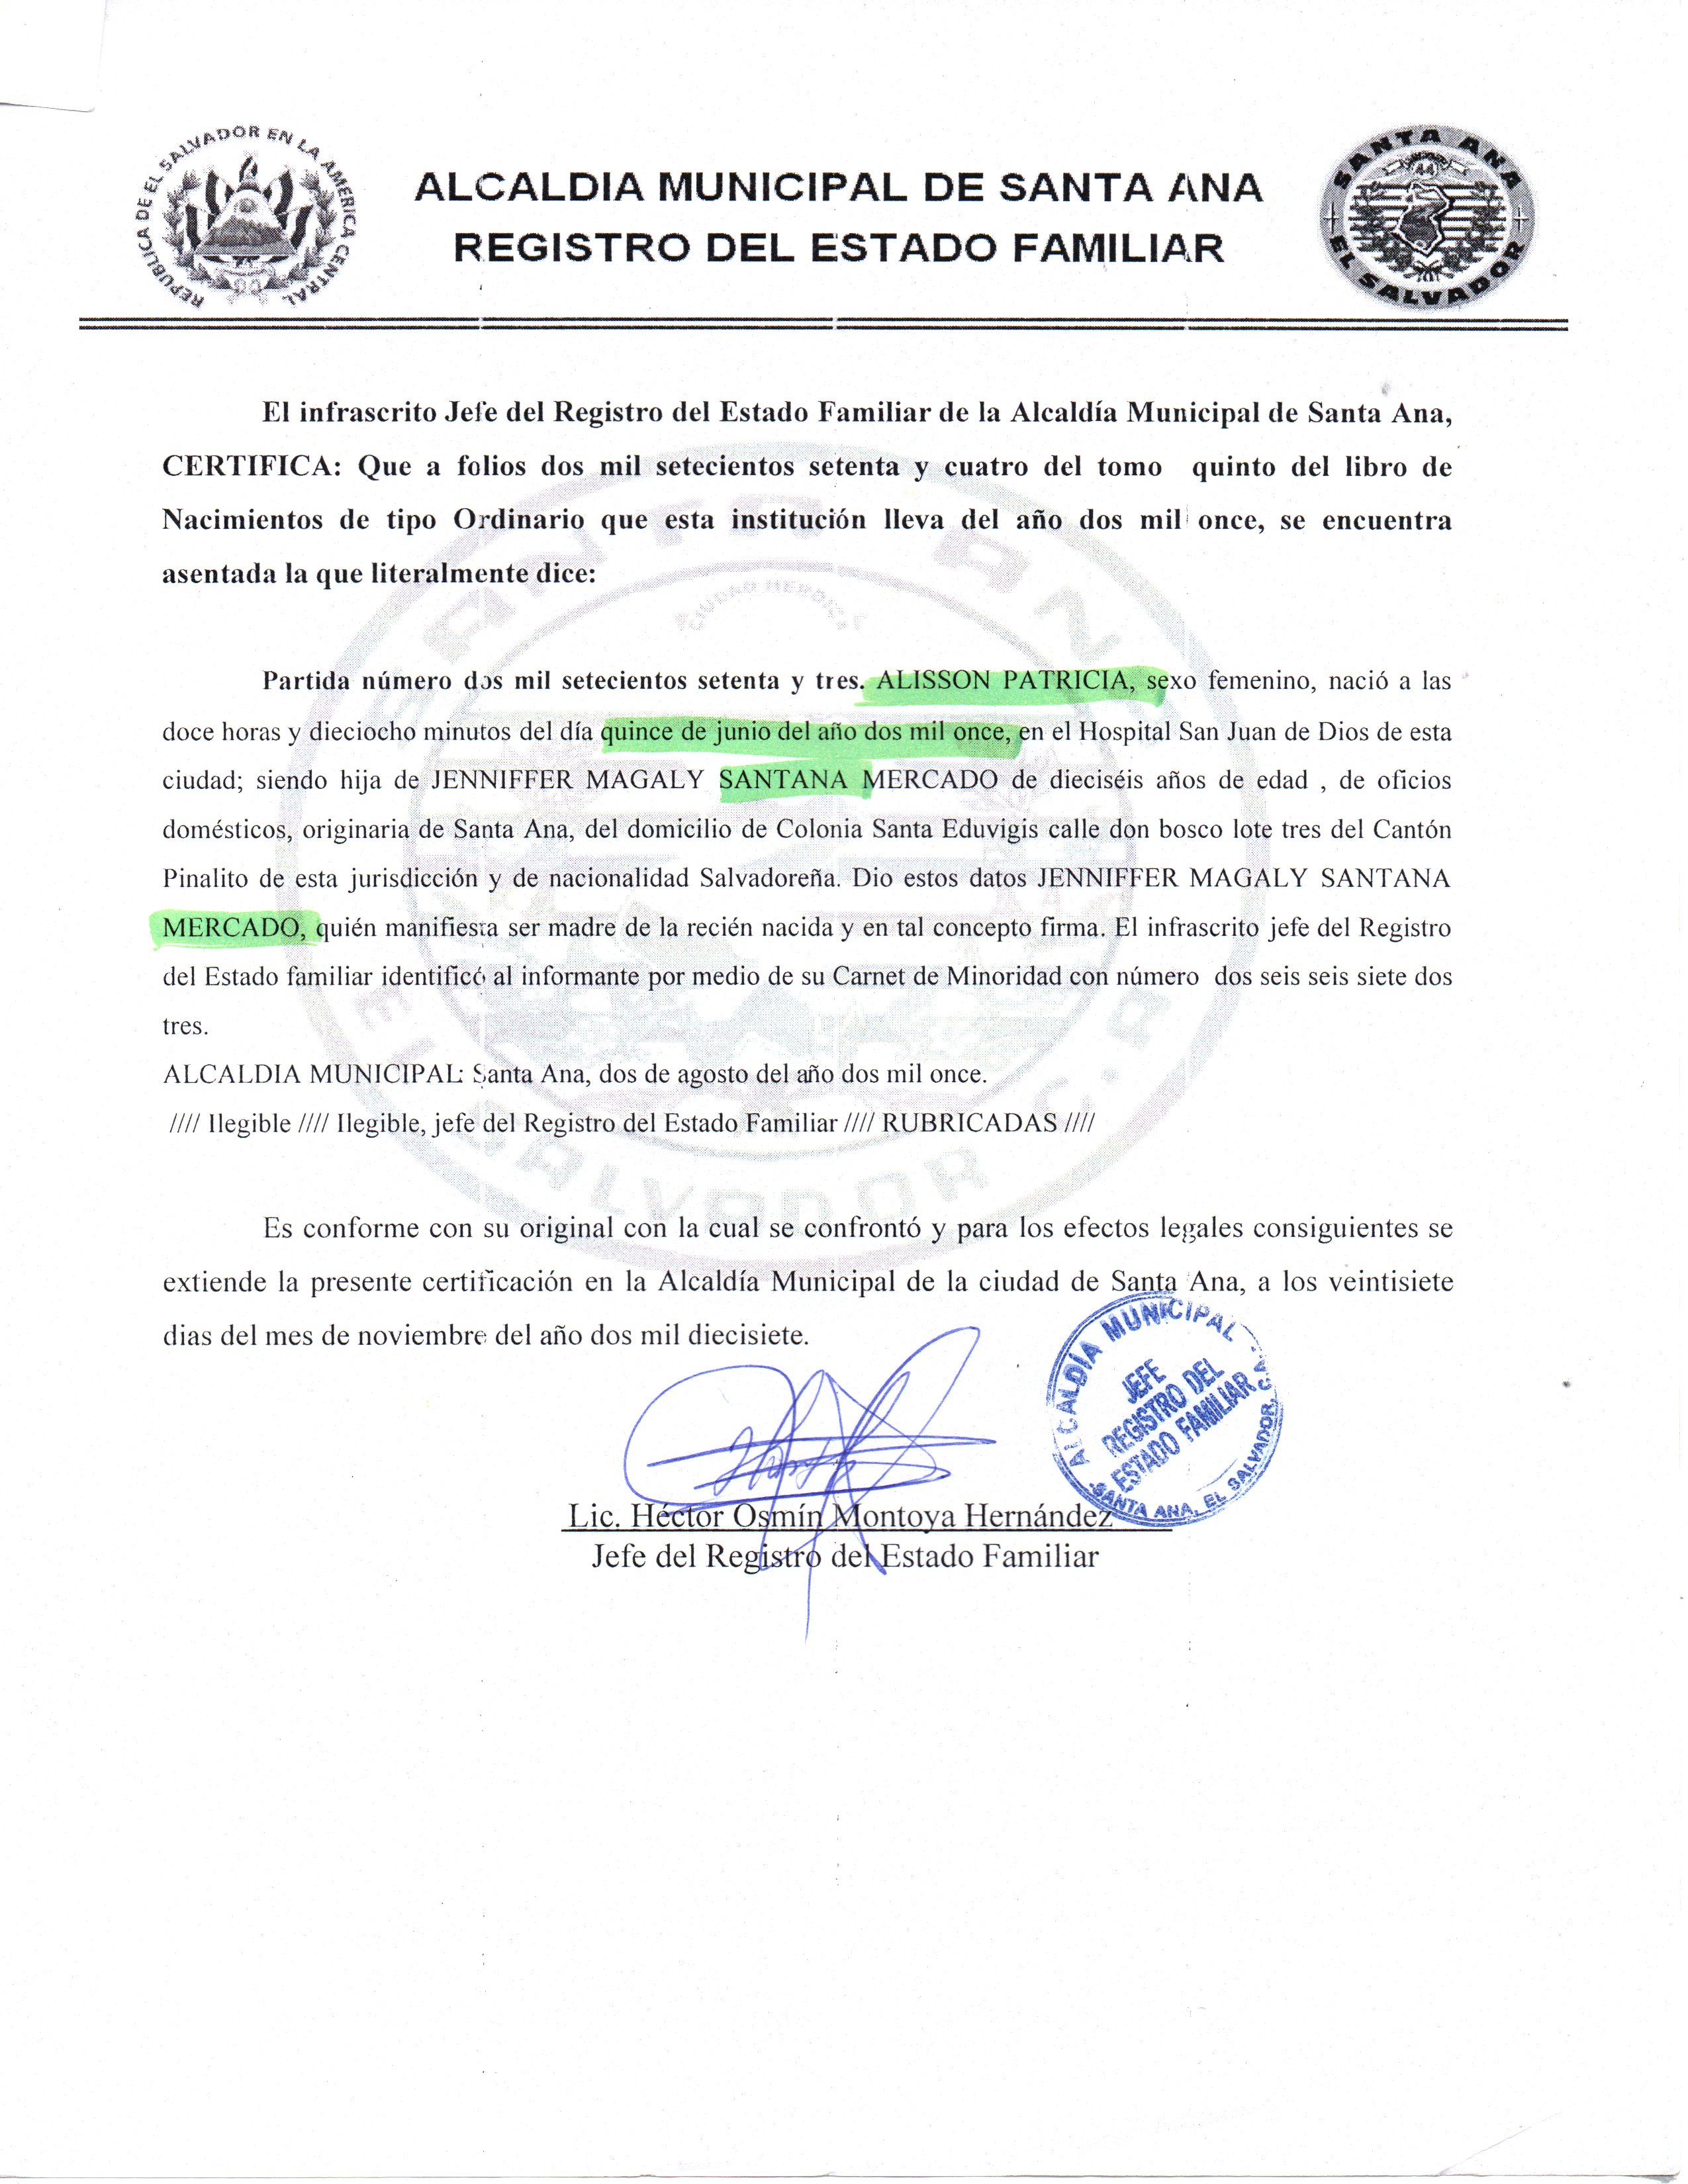 REPUBLICA DE EL SALVADOR EN LA AMERICA CENTRAL
ALCALDIA MUNICIPAL DE SANTA ANA
REGISTRO DEL ESTADO FAMILIAR
SANTA ANA
44
EL SALVADOR
El infrascrito Jefe del Registro del Estado Familiar de la Alcaldía Municipal de Santa Ana,
CERTIFICA: Que a folios dos mil setecientos setenta y cuatro del tomo quinto del libro de
Nacimientos de tipo Ordinario que esta institución lleva del año dos mil once, se encuentra
asentada la que literalmente dice:
Partida número dos mil setecientos setenta y tres. ALISSON PATRICIA, sexo femenino, nació a las
doce horas y dieciocho minutos del día quince de junio del año dos mil once, en el Hospital San Juan de Dios de esta
ciudad; siendo hija de JENNIFFER MAGALY SANTANA MERCADO de dieciséis años de edad , de oficios
domésticos, originaria de Santa Ana, del domicilio de Colonia Santa Eduvigis calle don bosco lote tres del Cantón
Pinalito de esta jurisdicción y de nacionalidad Salvadoreña. Dio estos datos JENNIFFER MAGALY SANTANA
MERCADO, quién manifiesta ser madre de la recién nacida y en tal concepto firma. El infrascrito jefe del Registro
del Estado familiar identificó al informante por medio de su Carnet de Minoridad con número dos seis seis siete dos
tres.
ALCALDIA MUNICIPAL: Santa Ana, dos de agosto del año dos mil once.
//// Ilegible //// Ilegible, jefe del Registro del Estado Familiar //// RUBRICADAS ////
Es conforme con su original con la cual se confrontó y para los efectos legales consiguientes se
extiende la presente certificación en la Alcaldía Municipal de la ciudad de Santa Ana, a los veintisiete
dias del mes de noviembre del año dos mil diecisiete.
Lic. Héctor Osmín Montoya Hernández
Jefe del Registro del Estado Familiar
ALCALDÍA MUNICIPAL
JEFE
REGISTRO DEL
ESTADO FAMILIAR
SANTA ANA, EL SALVADOR, C.A.
SANTA ANA
CIUDAD HEROICA
EL SALVADOR C.A.